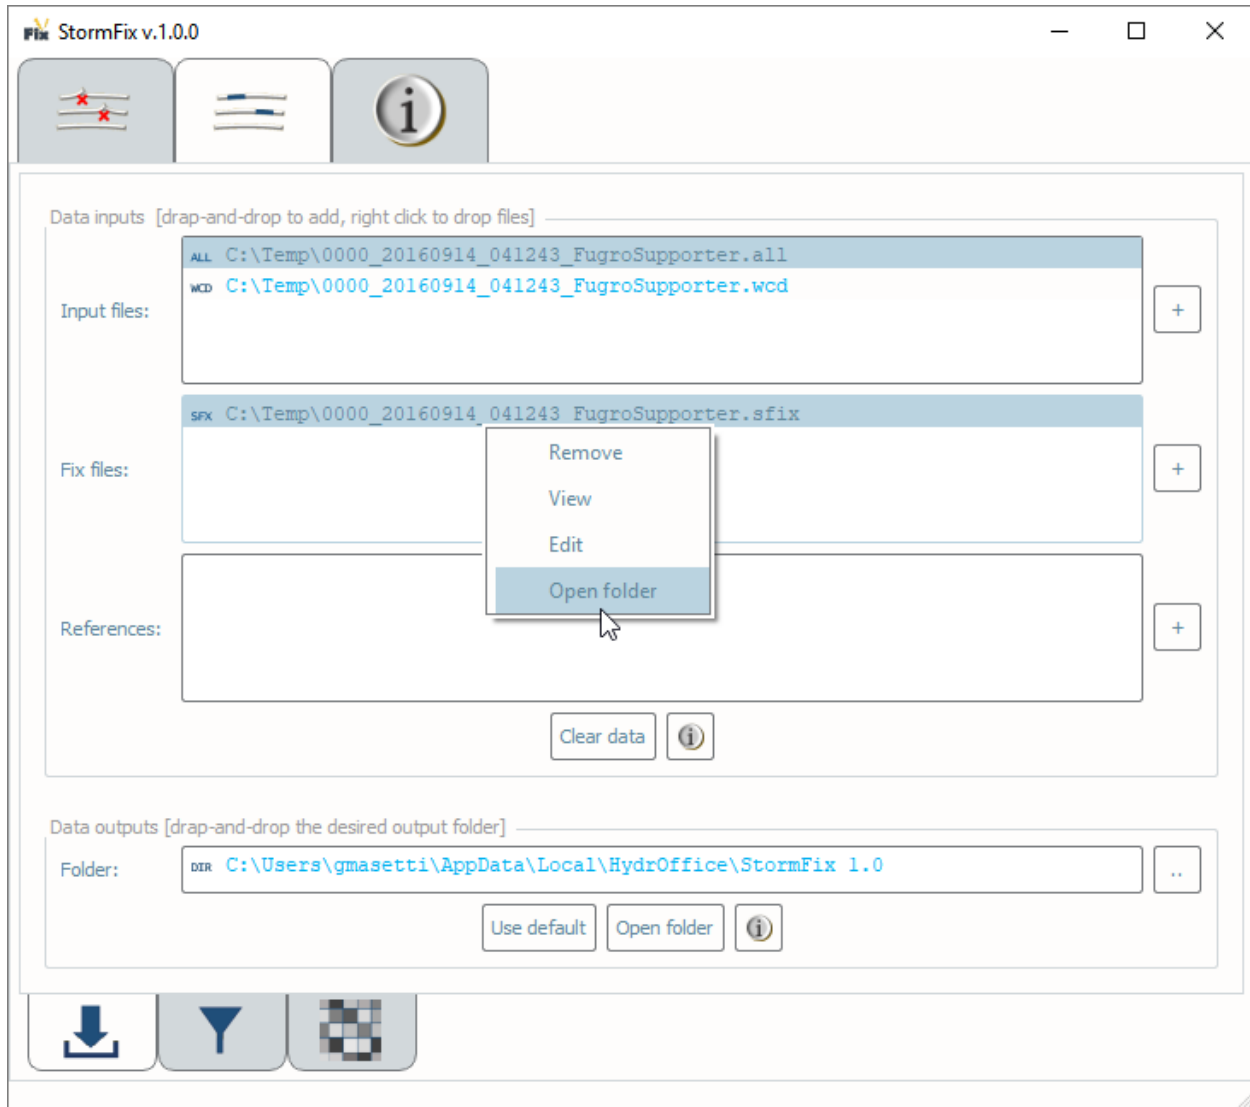 Fix StormFix v.1.0.0
Data inputs  [drap-and-drop to add, right click to drop files]
Input files:
ALL C:\Temp\0000_20160914_041243_FugroSupporter.all
WCD C:\Temp\0000_20160914_041243_FugroSupporter.wcd
+
Fix files:
SFX C:\Temp\0000_20160914_041243_FugroSupporter.sfix
+
Remove
View
Edit
Open folder
References:
+
Clear data
Data outputs [drap-and-drop the desired output folder]
Folder:
DIR C:\Users\gmasetti\AppData\Local\HydrOffice\StormFix 1.0
..
Use default Open folder